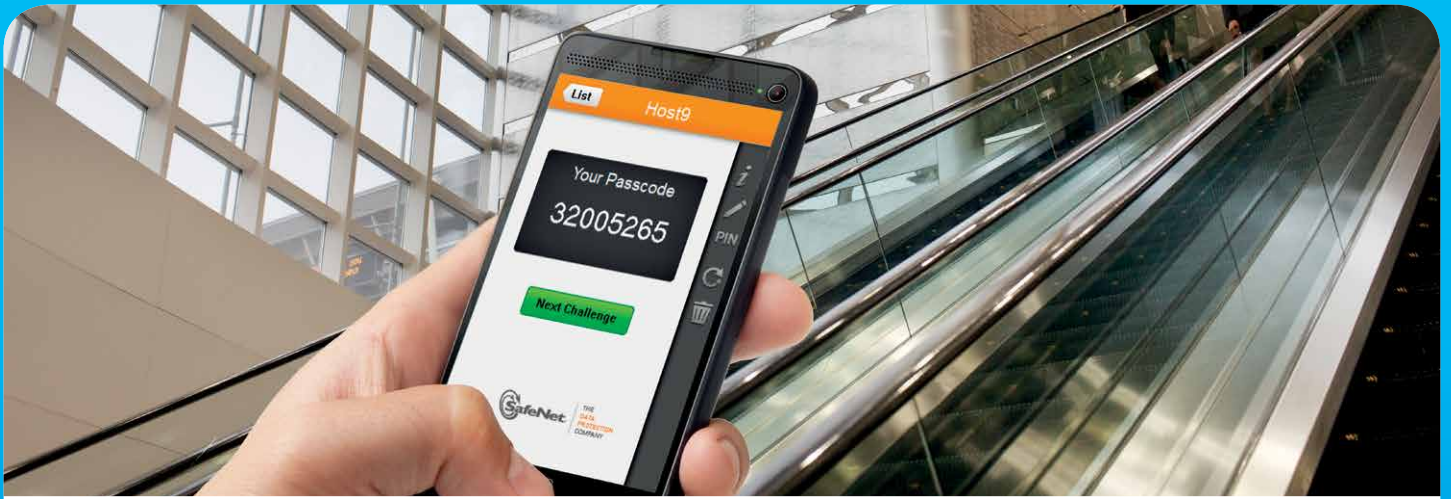 List
Host9
Your Passcode
32005265
PIN
Next Challenge
SafeNet
THE
DATA
PROTECTION
COMPANY